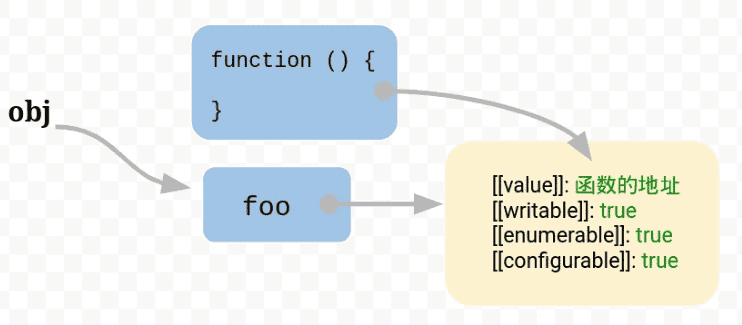 function () {
}
obj
foo
[[value]]: 函数的地址
[[writable]]: true
[[enumerable]]: true
[[configurable]]: true